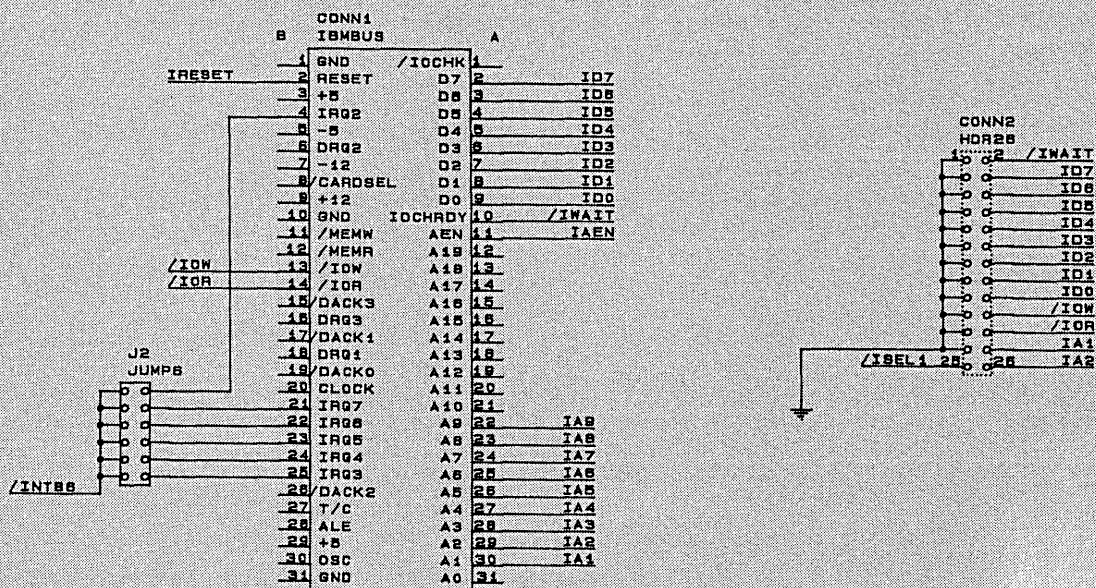 CONN1
B IBMBUS A
1 GND /IOCHK 1
IRESET 2 RESET D7 2 ID7
3 +5 D6 3 ID6
4 IRQ2 D5 4 ID5
5 -5 D4 5 ID4
6 DRQ2 D3 6 ID3
7 -12 D2 7 ID2
8 /CARDSEL D1 8 ID1
9 +12 D0 9 ID0
10 GND IOCHRDY 10 /IWAIT
11 /MEMW AEN 11 IAEN
12 /MEMR A19 12
/IOW 13 /IOW A18 13
/IOR 14 /IOR A17 14
15 /DACK3 A16 15
16 DRQ3 A15 16
17 /DACK1 A14 17
18 DRQ1 A13 18
19 /DACK0 A12 19
20 CLOCK A11 20
21 IRQ7 A10 21
22 IRQ6 A9 22 IA9
23 IRQ5 A8 23 IA8
24 IRQ4 A7 24 IA7
25 IRQ3 A6 25 IA6
26 /DACK2 A5 26 IA5
27 T/C A4 27 IA4
28 ALE A3 28 IA3
29 +5 A2 29 IA2
30 OSC A1 30 IA1
31 GND A0 31
J2
JUMP6
/INTB6
CONN2
HDR26
1 2 /IWAIT
ID7
ID6
ID5
ID4
ID3
ID2
ID1
ID0
/IOW
/IOR
IA1
/ISEL1 25 26 IA2